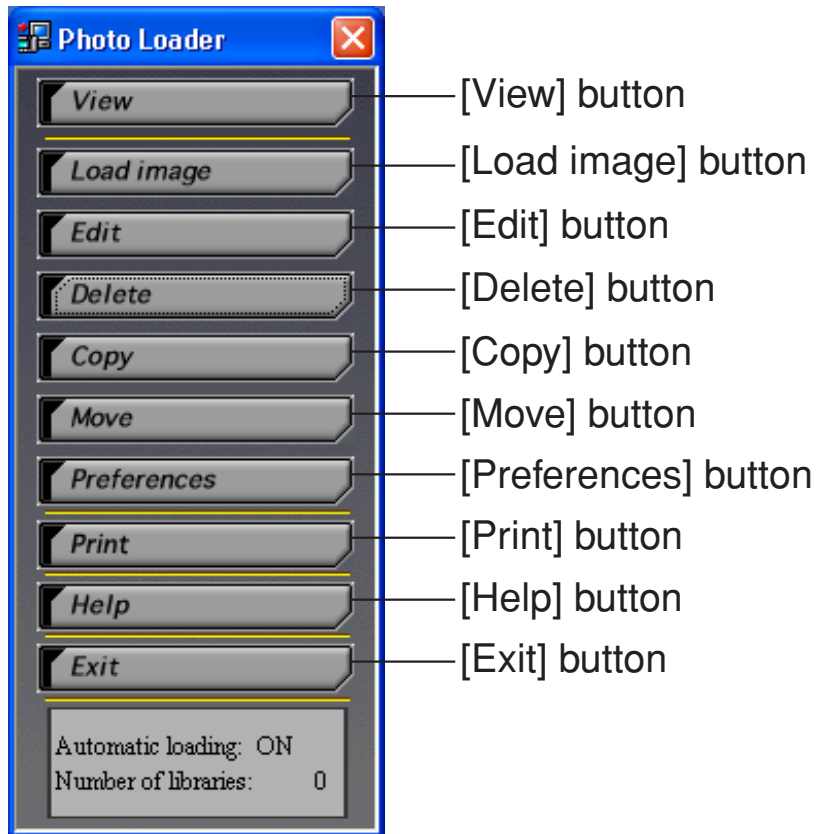 Photo Loader
View [View] button
Load image [Load image] button
Edit [Edit] button
Delete [Delete] button
Copy [Copy] button
Move [Move] button
Preferences [Preferences] button
Print [Print] button
Help [Help] button
Exit [Exit] button
Automatic loading: ON
Number of libraries: 0